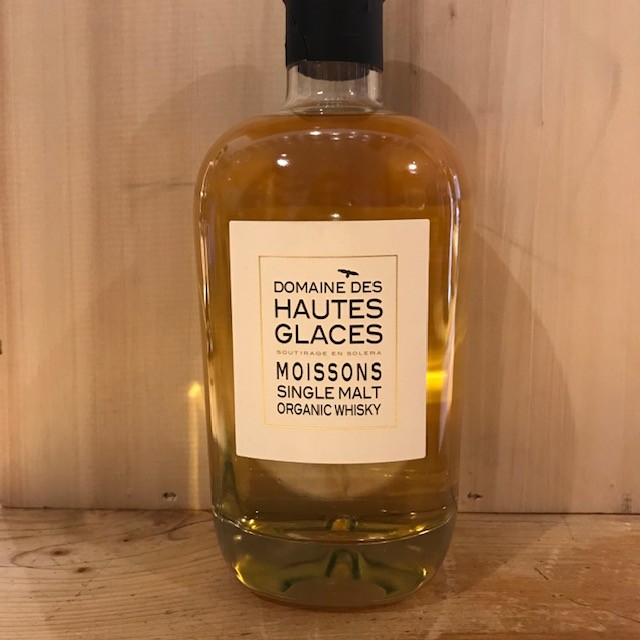 DOMAINE DES
HAUTES
GLACES
SOUTIRAGE EN SOLERA
MOISSONS
SINGLE MALT
ORGANIC WHISKY